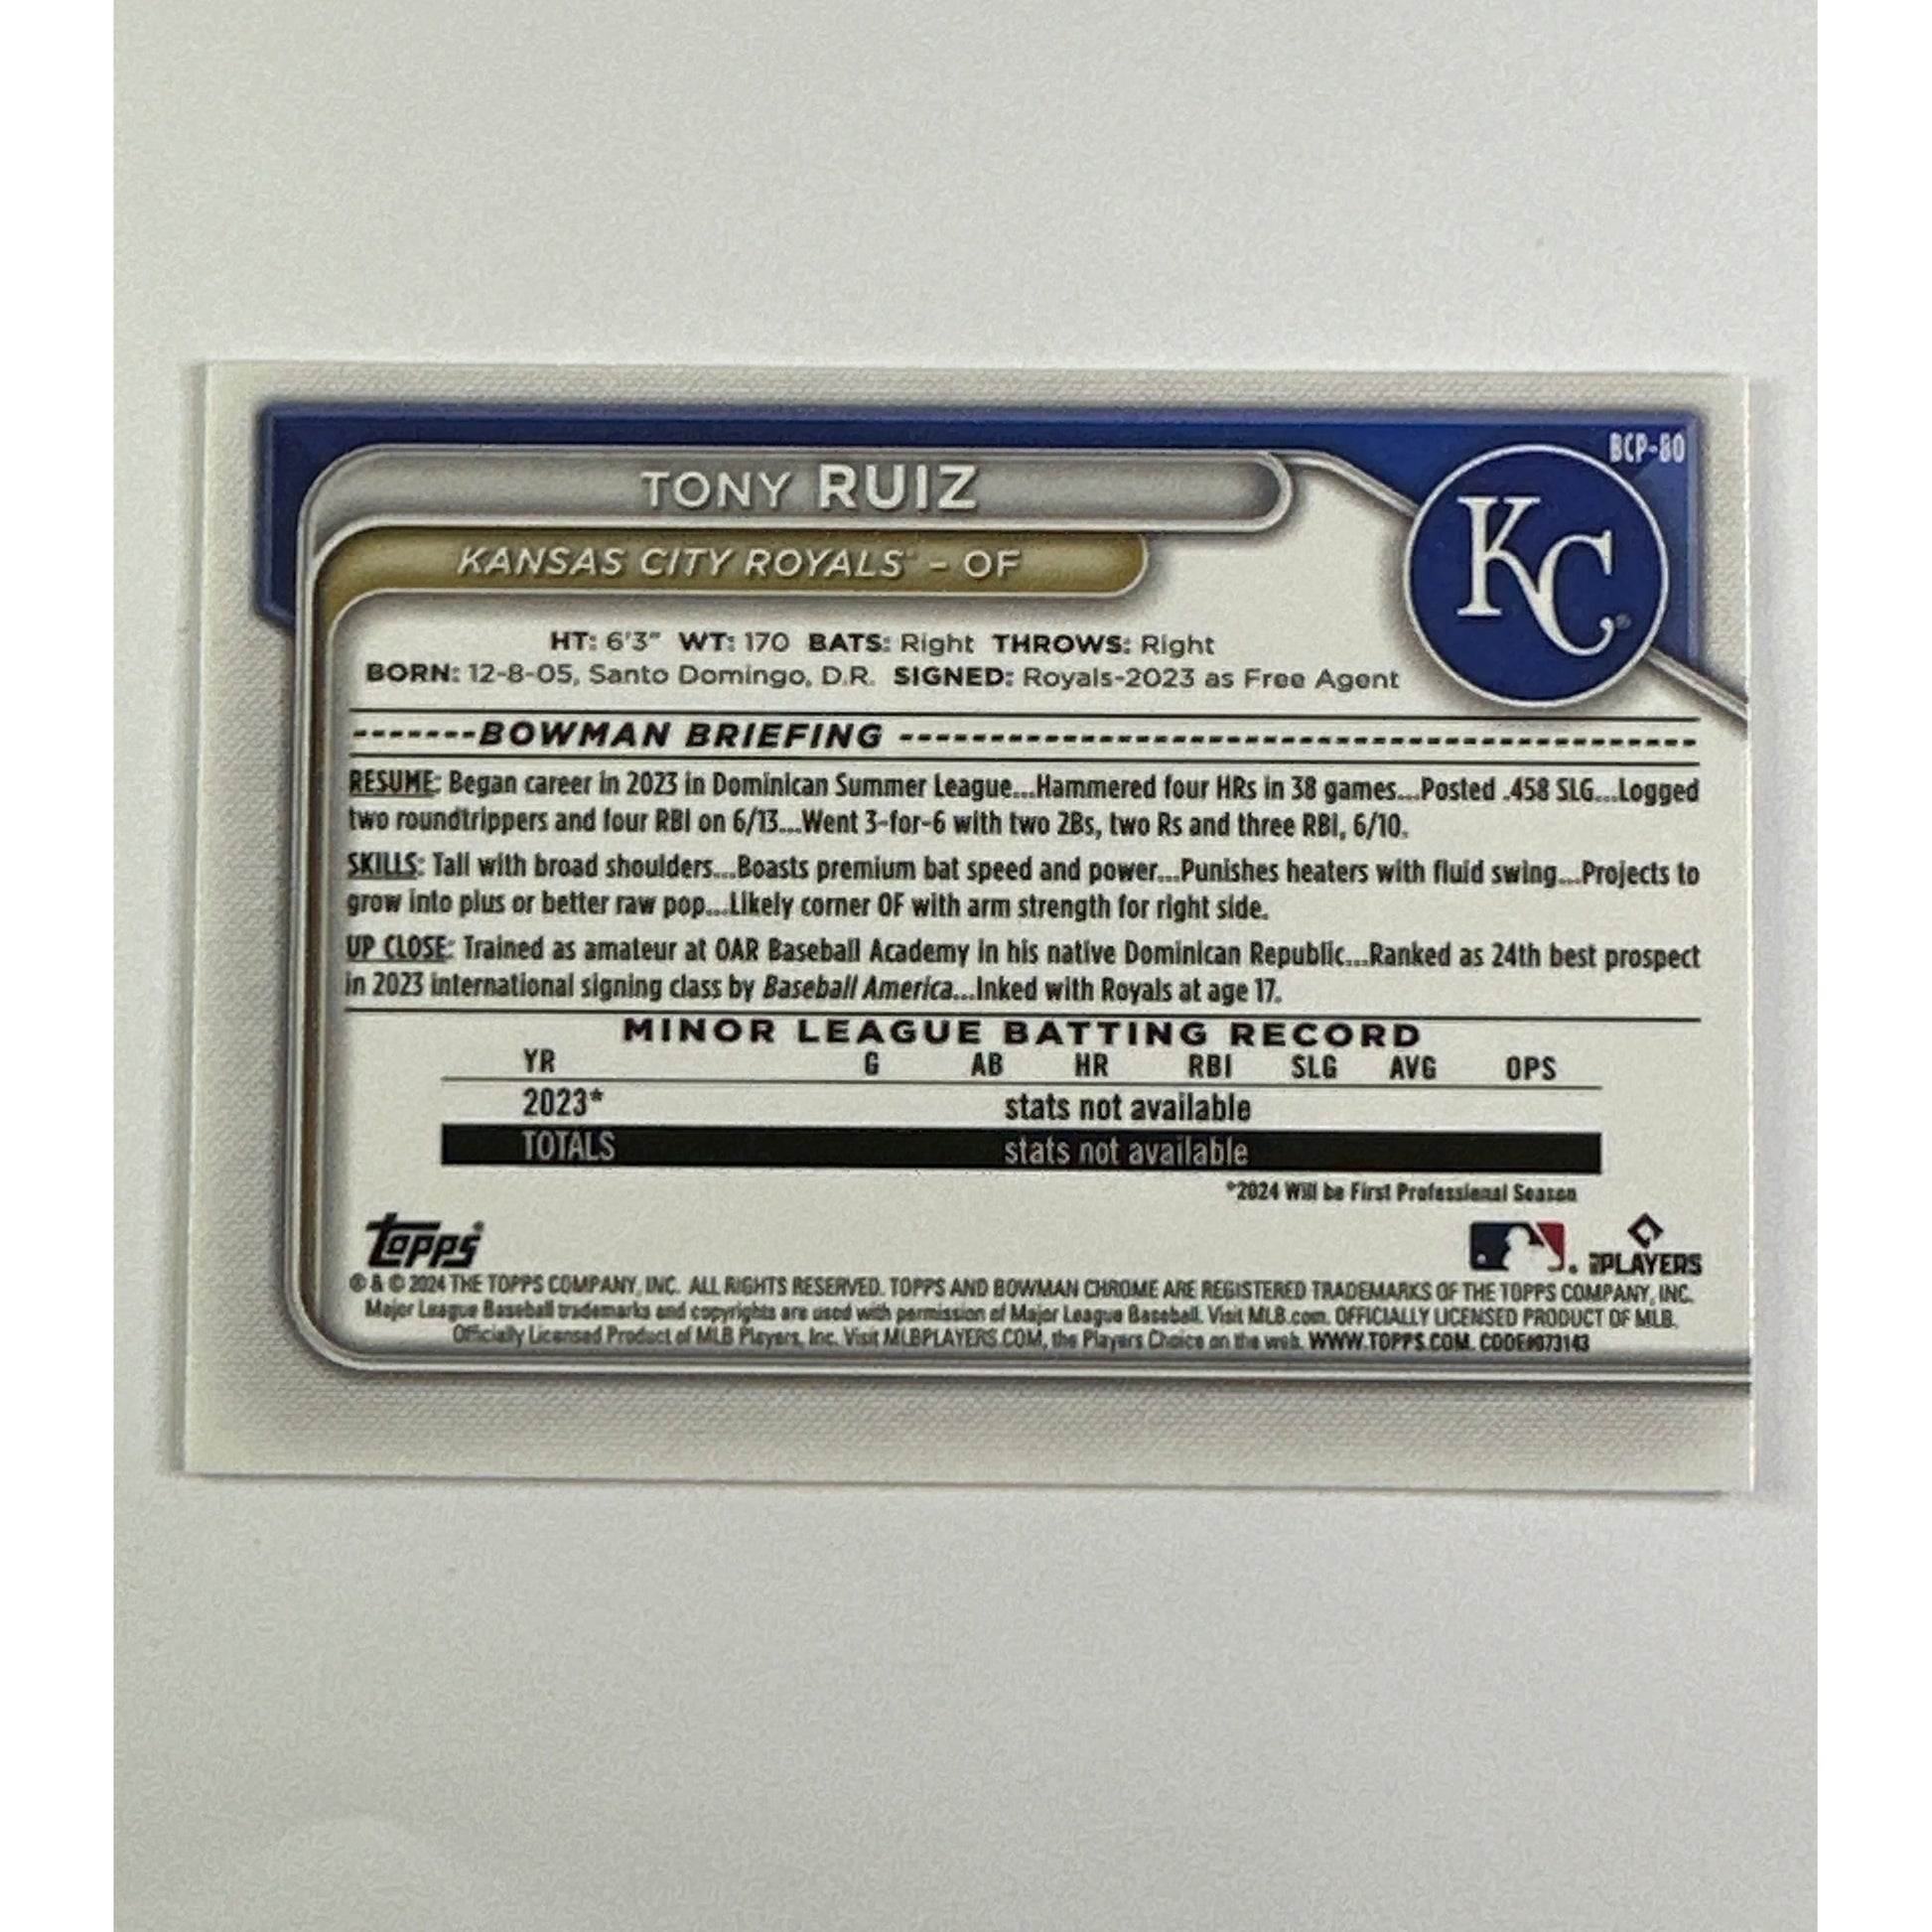 BCP-80
TONY RUIZ
KANSAS CITY ROYALS™ – OF
KC®
HT: 6'3" WT: 170 BATS: Right THROWS: Right
BORN: 12-8-05, Santo Domingo, D.R. SIGNED: Royals-2023 as Free Agent
-------BOWMAN BRIEFING ----------------------------------------------------
RESUME: Began career in 2023 in Dominican Summer League...Hammered four HRs in 38 games...Posted .458 SLG...Logged
two roundtrippers and four RBI on 6/13...Went 3-for-6 with two 2Bs, two Rs and three RBI, 6/10.
SKILLS: Tall with broad shoulders...Boasts premium bat speed and power...Punishes heaters with fluid swing...Projects to
grow into plus or better raw pop...Likely corner OF with arm strength for right side.
UP CLOSE: Trained as amateur at OAR Baseball Academy in his native Dominican Republic...Ranked as 24th best prospect
in 2023 international signing class by Baseball America...Inked with Royals at age 17.
MINOR LEAGUE BATTING RECORD
YR G AB HR RBI SLG AVG OPS
2023* stats not available
TOTALS stats not available
*2024 Will be First Professional Season
Topps®
PLAYERS
® & © 2024 THE TOPPS COMPANY, INC. ALL RIGHTS RESERVED. TOPPS AND BOWMAN CHROME ARE REGISTERED TRADEMARKS OF THE TOPPS COMPANY, INC.
Major League Baseball trademarks and copyrights are used with permission of Major League Baseball. Visit MLB.com. OFFICIALLY LICENSED PRODUCT OF MLB.
Officially Licensed Product of MLB Players, Inc. Visit MLBPLAYERS.COM, the Players Choice on the web. WWW.TOPPS.COM. CODE#073143